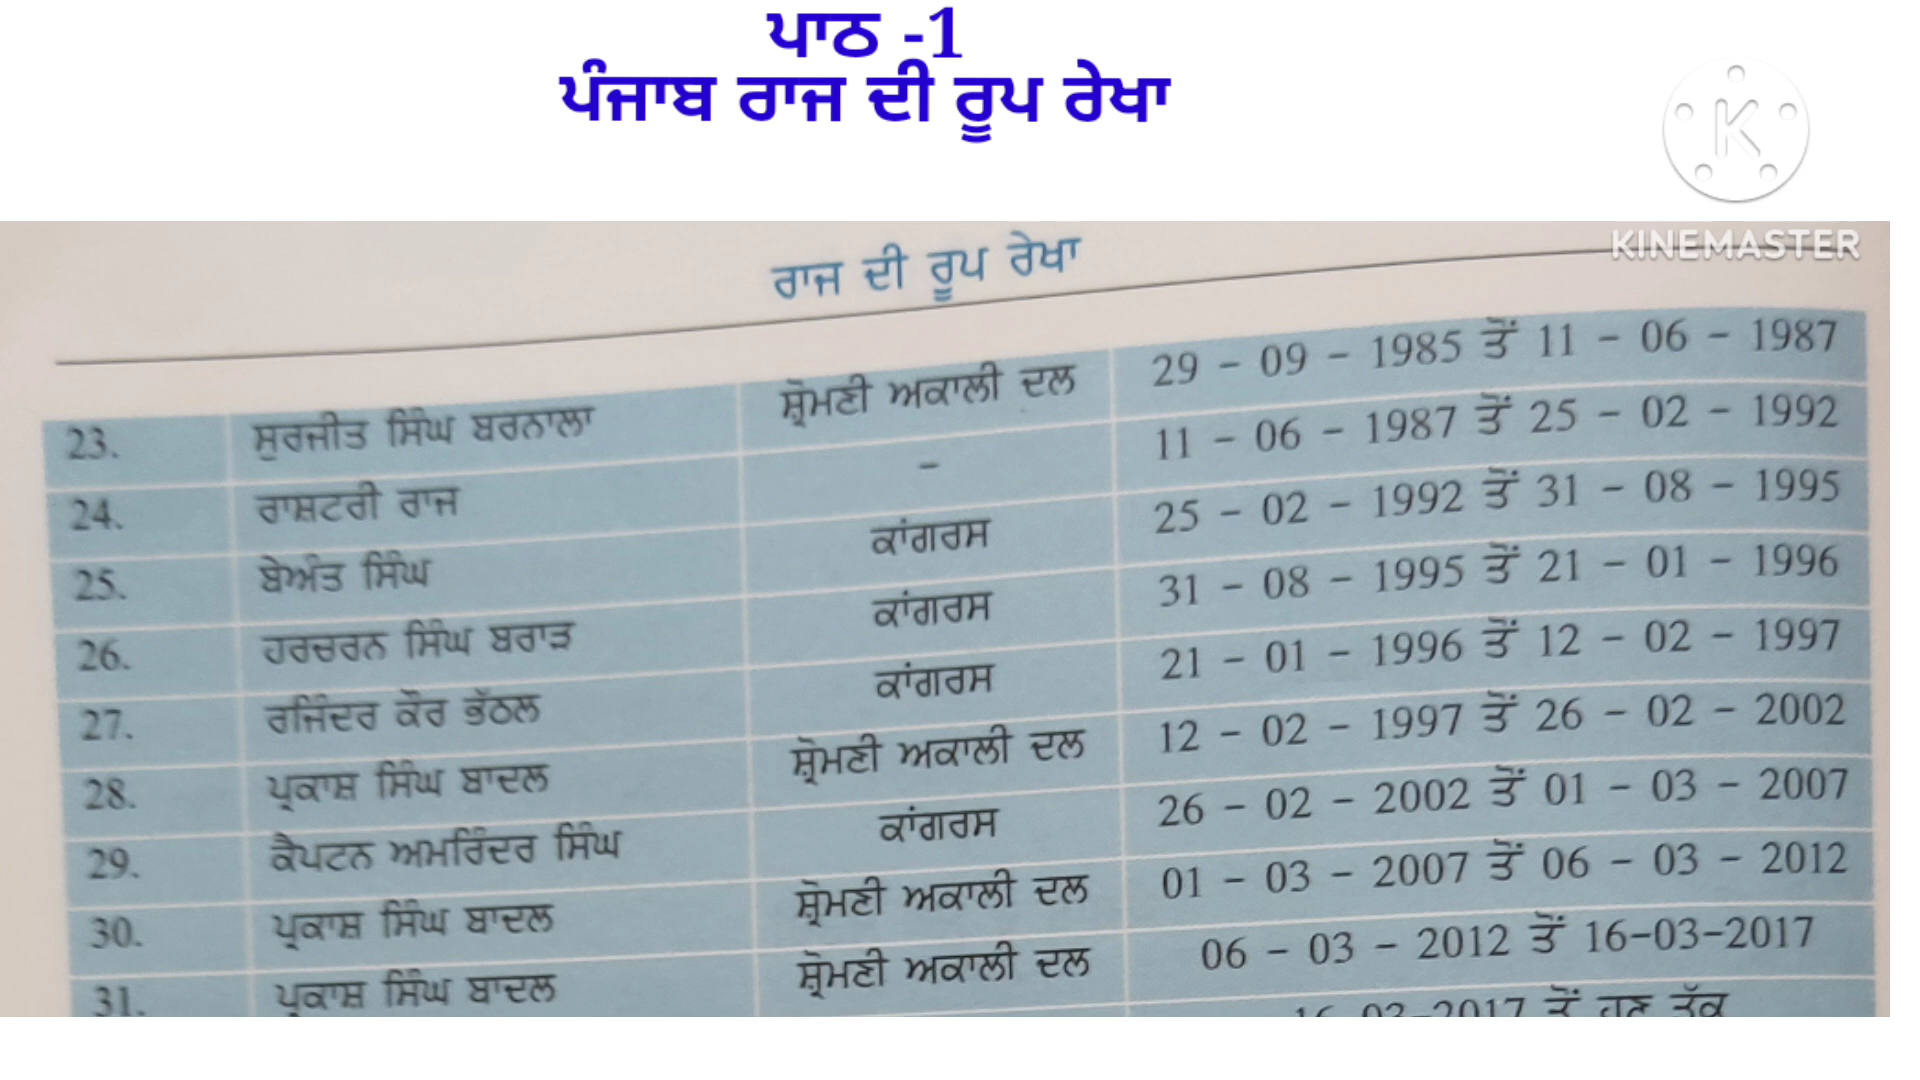 ਪਾਠ -1
ਪੰਜਾਬ ਰਾਜ ਦੀ ਰੂਪ ਰੇਖਾ
K
KINEMASTER
ਰਾਜ ਦੀ ਰੂਪ ਰੇਖਾ
23. ਸੁਰਜੀਤ ਸਿੰਘ ਬਰਨਾਲਾ ਸ਼੍ਰੋਮਣੀ ਅਕਾਲੀ ਦਲ 29 - 09 - 1985 ਤੋਂ 11 - 06 - 1987
24. ਰਾਸ਼ਟਰੀ ਰਾਜ - 11 - 06 - 1987 ਤੋਂ 25 - 02 - 1992
25. ਬੇਅੰਤ ਸਿੰਘ ਕਾਂਗਰਸ 25 - 02 - 1992 ਤੋਂ 31 - 08 - 1995
26. ਹਰਚਰਨ ਸਿੰਘ ਬਰਾੜ ਕਾਂਗਰਸ 31 - 08 - 1995 ਤੋਂ 21 - 01 - 1996
27. ਰਜਿੰਦਰ ਕੌਰ ਭੱਠਲ ਕਾਂਗਰਸ 21 - 01 - 1996 ਤੋਂ 12 - 02 - 1997
28. ਪ੍ਰਕਾਸ਼ ਸਿੰਘ ਬਾਦਲ ਸ਼੍ਰੋਮਣੀ ਅਕਾਲੀ ਦਲ 12 - 02 - 1997 ਤੋਂ 26 - 02 - 2002
29. ਕੈਪਟਨ ਅਮਰਿੰਦਰ ਸਿੰਘ ਕਾਂਗਰਸ 26 - 02 - 2002 ਤੋਂ 01 - 03 - 2007
30. ਪ੍ਰਕਾਸ਼ ਸਿੰਘ ਬਾਦਲ ਸ਼੍ਰੋਮਣੀ ਅਕਾਲੀ ਦਲ 01 - 03 - 2007 ਤੋਂ 06 - 03 - 2012
31. ਪ੍ਰਕਾਸ਼ ਸਿੰਘ ਬਾਦਲ ਸ਼੍ਰੋਮਣੀ ਅਕਾਲੀ ਦਲ 06 - 03 - 2012 ਤੋਂ 16-03-2017
16-03-2017 ਤੋਂ ਹੁਣ ਤੱਕ